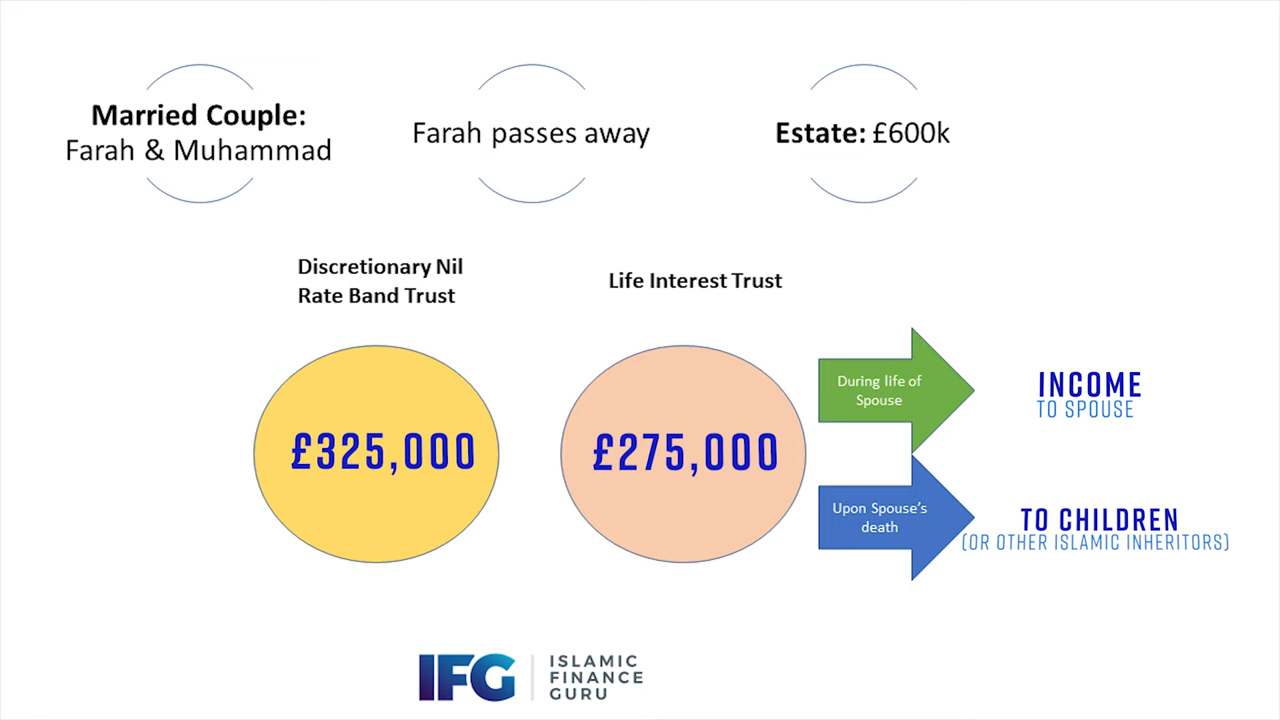 Married Couple:
Farah & Muhammad
Farah passes away
Estate: £600k
Discretionary Nil
Rate Band Trust
Life Interest Trust
£325,000
£275,000
During life of
Spouse
INCOME
TO SPOUSE
Upon Spouse's
death
TO CHILDREN
(OR OTHER ISLAMIC INHERITORS)
IFG
ISLAMIC
FINANCE
GURU